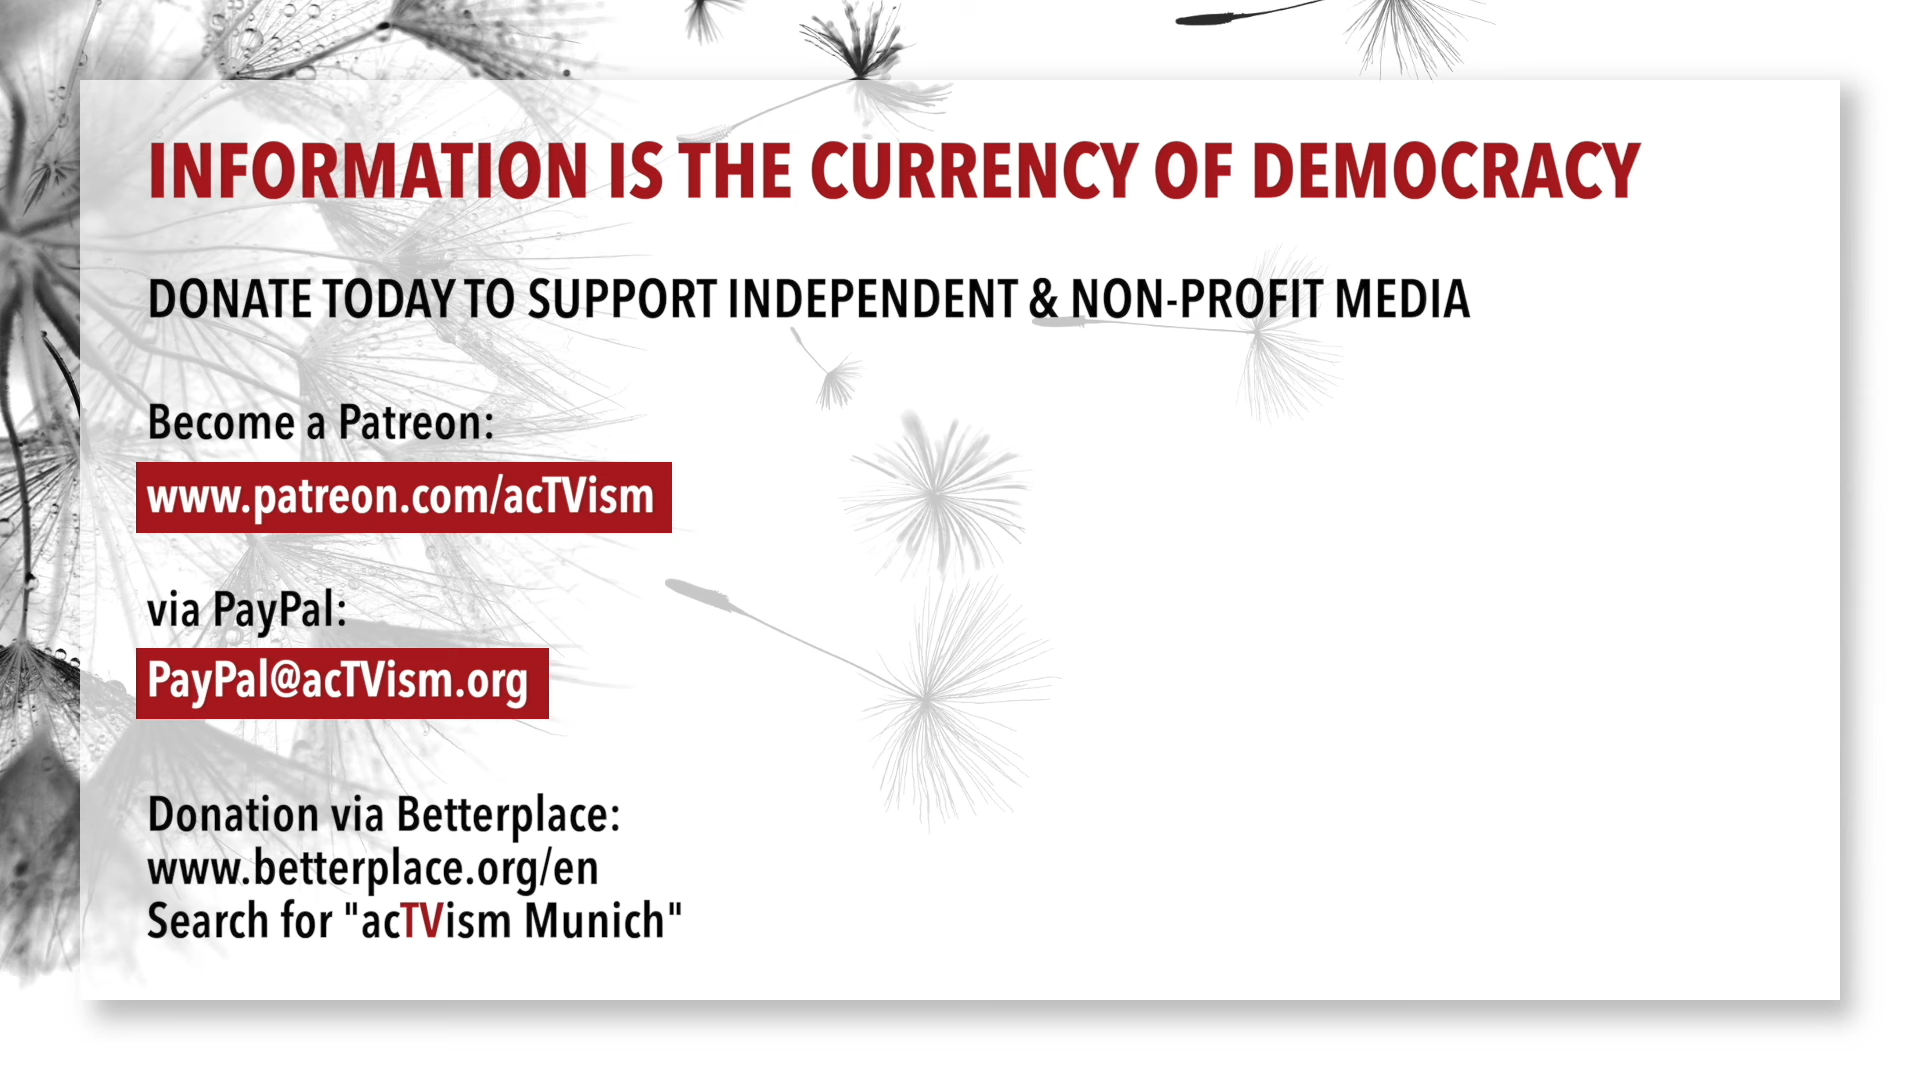 INFORMATION IS THE CURRENCY OF DEMOCRACY
DONATE TODAY TO SUPPORT INDEPENDENT & NON-PROFIT MEDIA
Become a Patreon:
www.patreon.com/acTVism
via PayPal:
PayPal@acTVism.org
Donation via Betterplace:
www.betterplace.org/en
Search for "acTVism Munich"